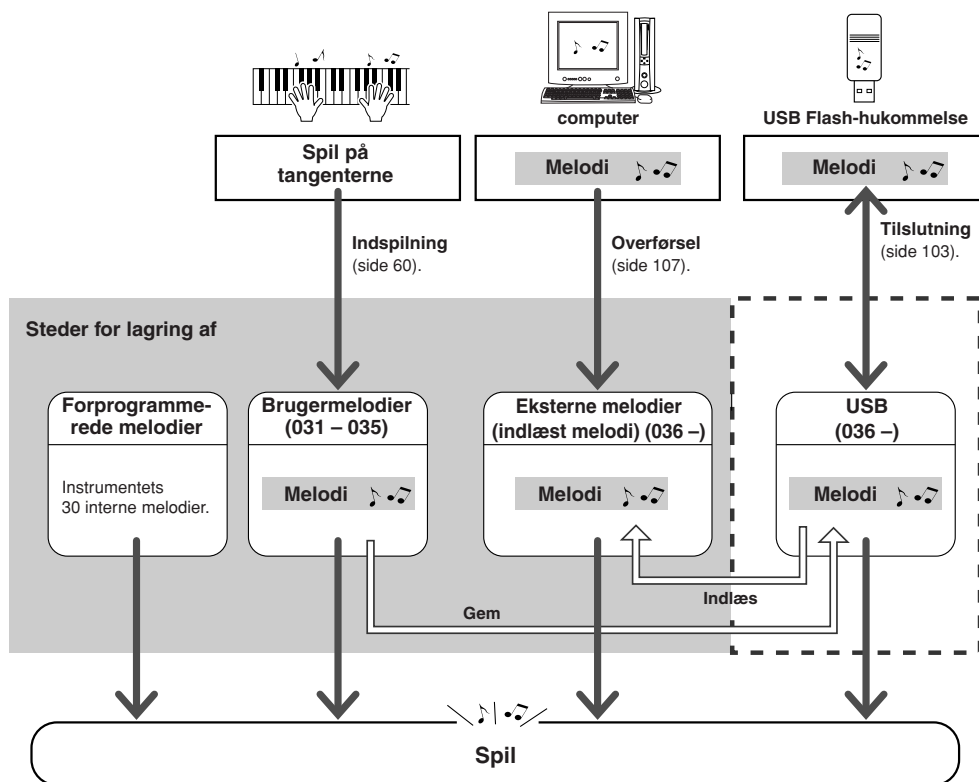 computer
USB Flash-hukommelse
Spil på
tangenterne
Melodi
Melodi
Indspilning
(side 60).
Overførsel
(side 107).
Tilslutning
(side 103).
Steder for lagring af
Forprogramme-
rede melodier
Instrumentets
30 interne melodier.
Brugermelodier
(031 – 035)
Melodi
Eksterne melodier
(indlæst melodi) (036 –)
Melodi
USB
(036 –)
Melodi
Indlæs
Gem
Spil